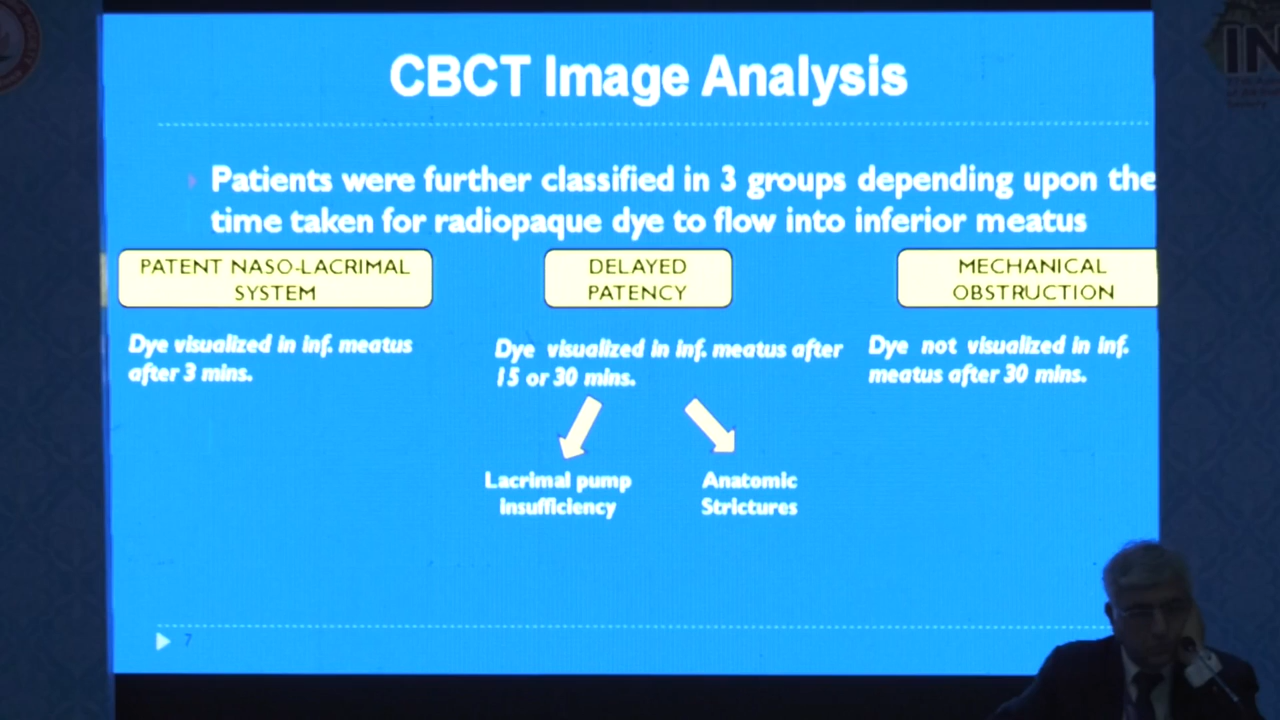 CBCT Image Analysis
Patients were further classified in 3 groups depending upon the
time taken for radiopaque dye to flow into inferior meatus
PATENT NASO-LACRIMAL
SYSTEM
Dye visualized in inf. meatus
after 3 mins.
DELAYED
PATENCY
Dye visualized in inf. meatus after
15 or 30 mins.
MECHANICAL
OBSTRUCTION
Dye not visualized in inf.
meatus after 30 mins.
Lacrimal pump
insufficiency
Anatomic
Strictures
7
IN